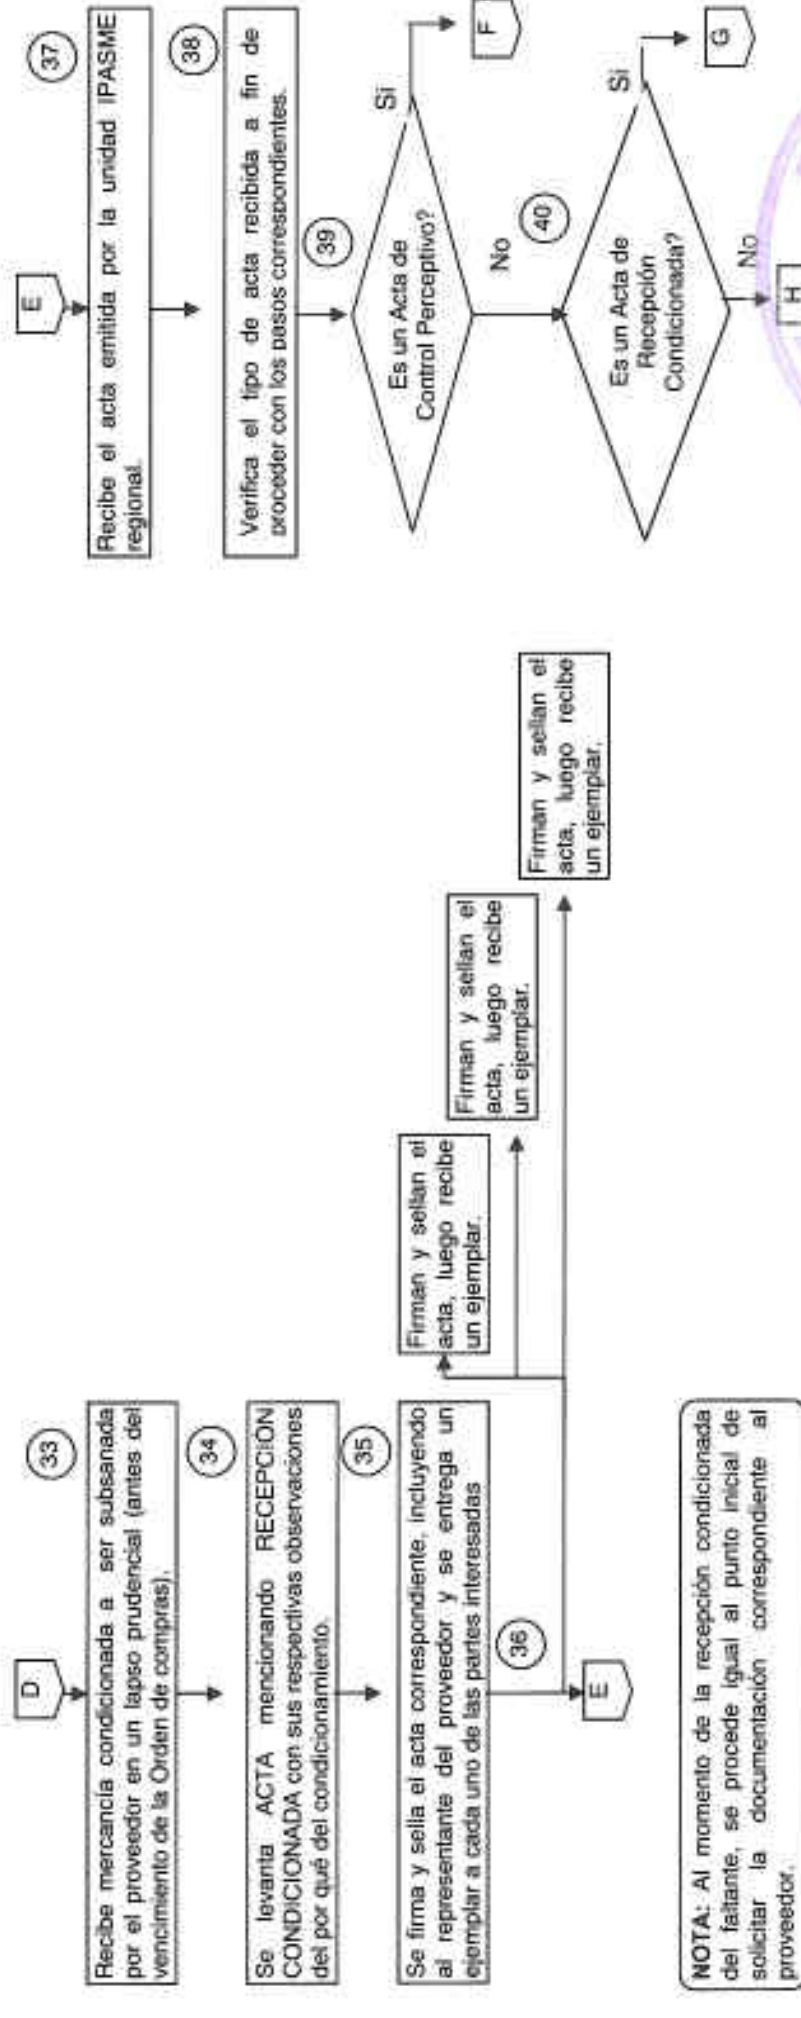 D
33
Recibe mercancía condicionada a ser subsanada
por el proveedor en un lapso prudencial (antes del
vencimiento de la Orden de compras).
34
Se levanta ACTA mencionando RECEPCIÓN
CONDICIONADA con sus respectivas observaciones
del por qué del condicionamiento.
35
Se firma y sella el acta correspondiente, incluyendo
al representante del proveedor y se entrega un
ejemplar a cada uno de las partes interesadas
36
E
Firman y sellan el
acta, luego recibe
un ejemplar.
Firman y sellan el
acta, luego recibe
un ejemplar.
Firman y sellan el
acta, luego recibe
un ejemplar.
NOTA: Al momento de la recepción condicionada
del faltante, se procede igual al punto inicial de
solicitar la documentación correspondiente al
proveedor.
E
37
Recibe el acta emitida por la unidad IPASME
regional.
38
Verifica el tipo de acta recibida a fin de
proceder con los pasos correspondientes.
39
Es un Acta de
Control Perceptivo?
Si
F
No
40
Es un Acta de
Recepción
Condicionada?
Si
G
No
H